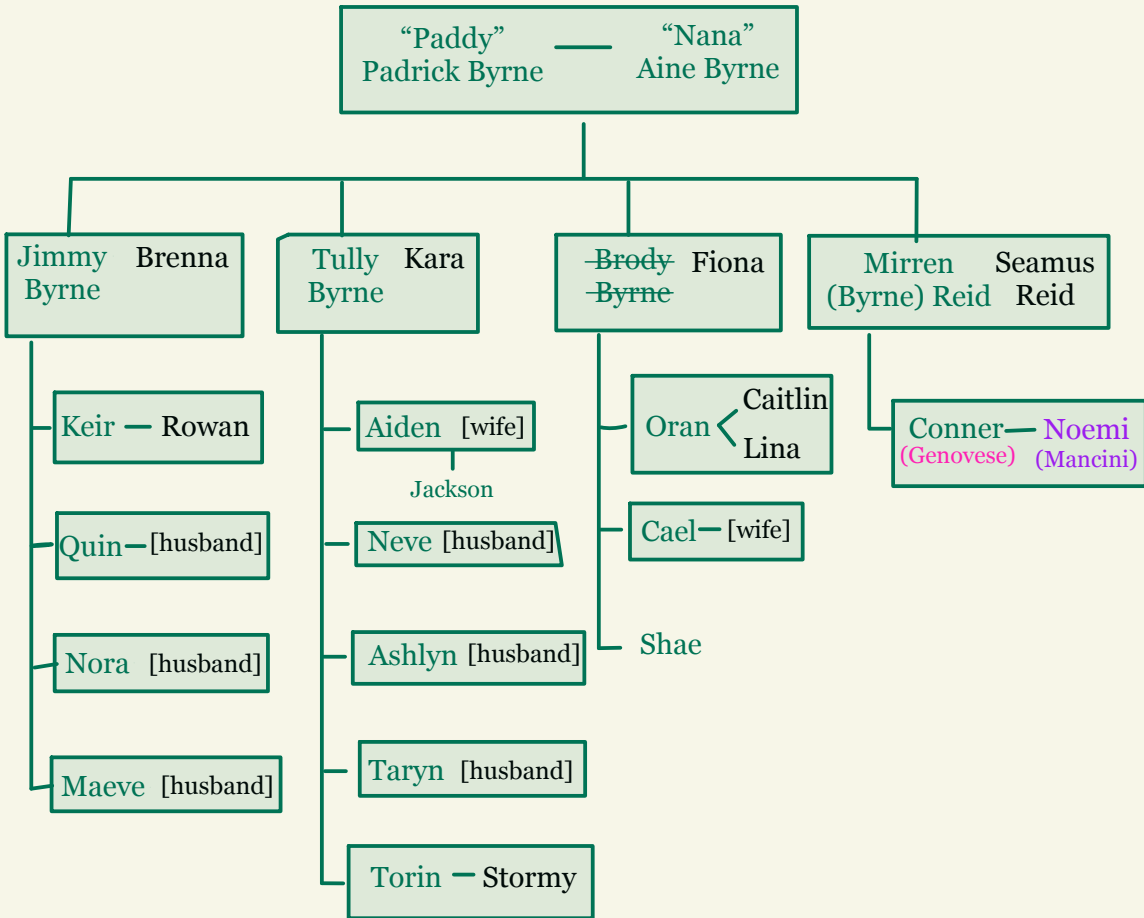 “Paddy” “Nana”
Padrick Byrne Aine Byrne
Jimmy Brenna
Byrne
Tully Kara
Byrne
Brody Fiona
Byrne
Mirren Seamus
(Byrne) Reid Reid
Keir Rowan
Quin [husband]
Nora [husband]
Maeve [husband]
Aiden [wife]
Jackson
Neve [husband]
Ashlyn [husband]
Taryn [husband]
Torin Stormy
Caitlin
Oran
Lina
Cael [wife]
Shae
Conner Noemi
(Genovese) (Mancini)